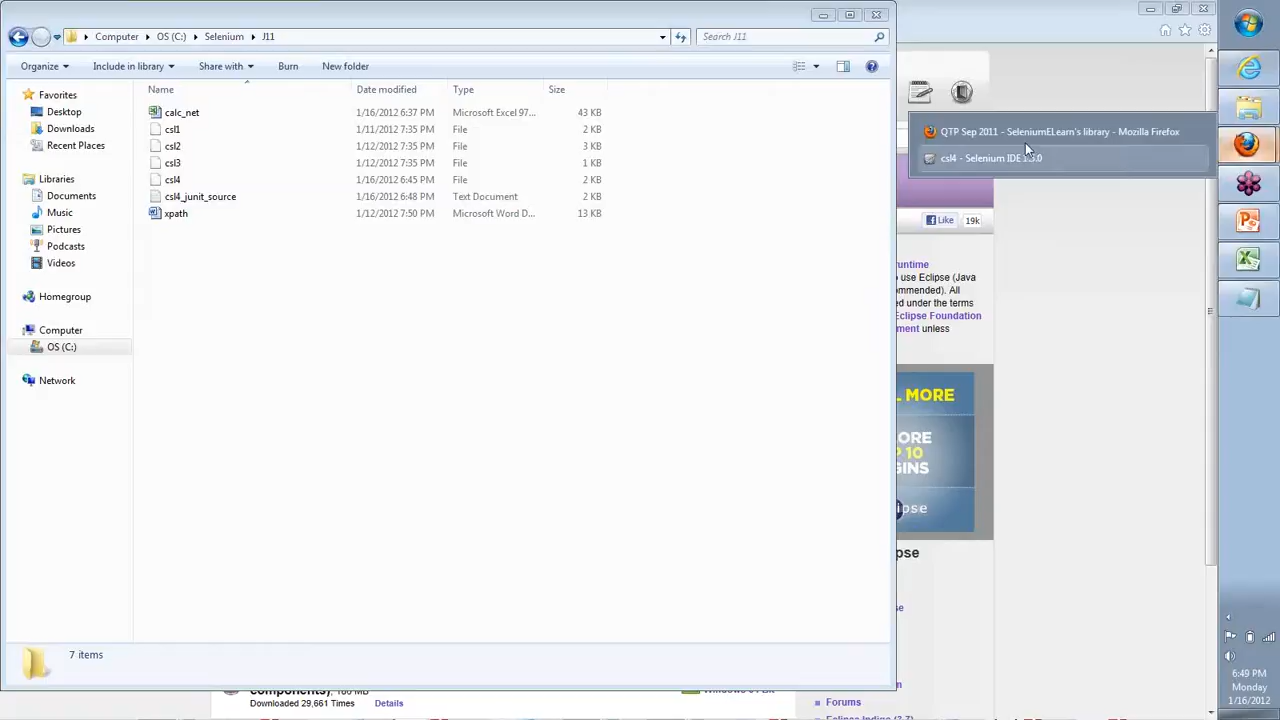 Computer
OS (C:)
Selenium
J11
Search J11
Organize
Include in library
Share with
Burn
New folder
Name
Date modified
Type
Size
Favorites
Desktop
Downloads
Recent Places
Libraries
Documents
Music
Pictures
Podcasts
Videos
Homegroup
Computer
OS (C:)
Network
calc_net 1/16/2012 6:37 PM Microsoft Excel 97... 43 KB
csl1 1/11/2012 7:35 PM File 2 KB
csl2 1/12/2012 7:35 PM File 3 KB
csl3 1/12/2012 7:35 PM File 1 KB
csl4 1/16/2012 6:45 PM File 2 KB
csl4_junit_source 1/16/2012 6:48 PM Text Document 2 KB
xpath 1/12/2012 7:50 PM Microsoft Word D... 13 KB
7 items
QTP Sep 2011 - SeleniumELearn's library - Mozilla Firefox
csl4 - Selenium IDE
Like 19k
runtime
o use Eclipse (Java
ommended). All
ed under the terms
Eclipse Foundation
ment unless
L MORE
ORE
P 10
GINS
ipse
pse
se
Downloaded 29,661 Times
Details
Forums
6:49 PM
Monday
1/16/2012